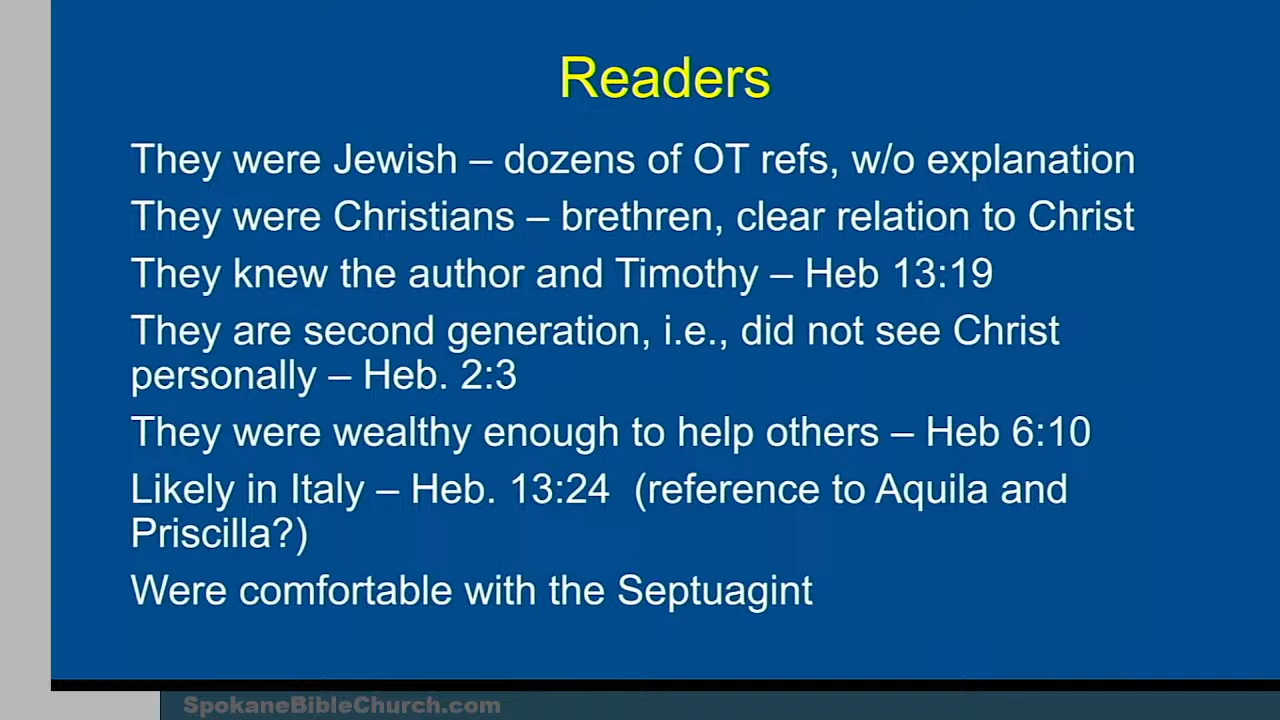 Readers
They were Jewish – dozens of OT refs, w/o explanation
They were Christians – brethren, clear relation to Christ
They knew the author and Timothy – Heb 13:19
They are second generation, i.e., did not see Christ
personally – Heb. 2:3
They were wealthy enough to help others – Heb 6:10
Likely in Italy – Heb. 13:24  (reference to Aquila and
Priscilla?)
Were comfortable with the Septuagint
SpokaneBibleChurch.com